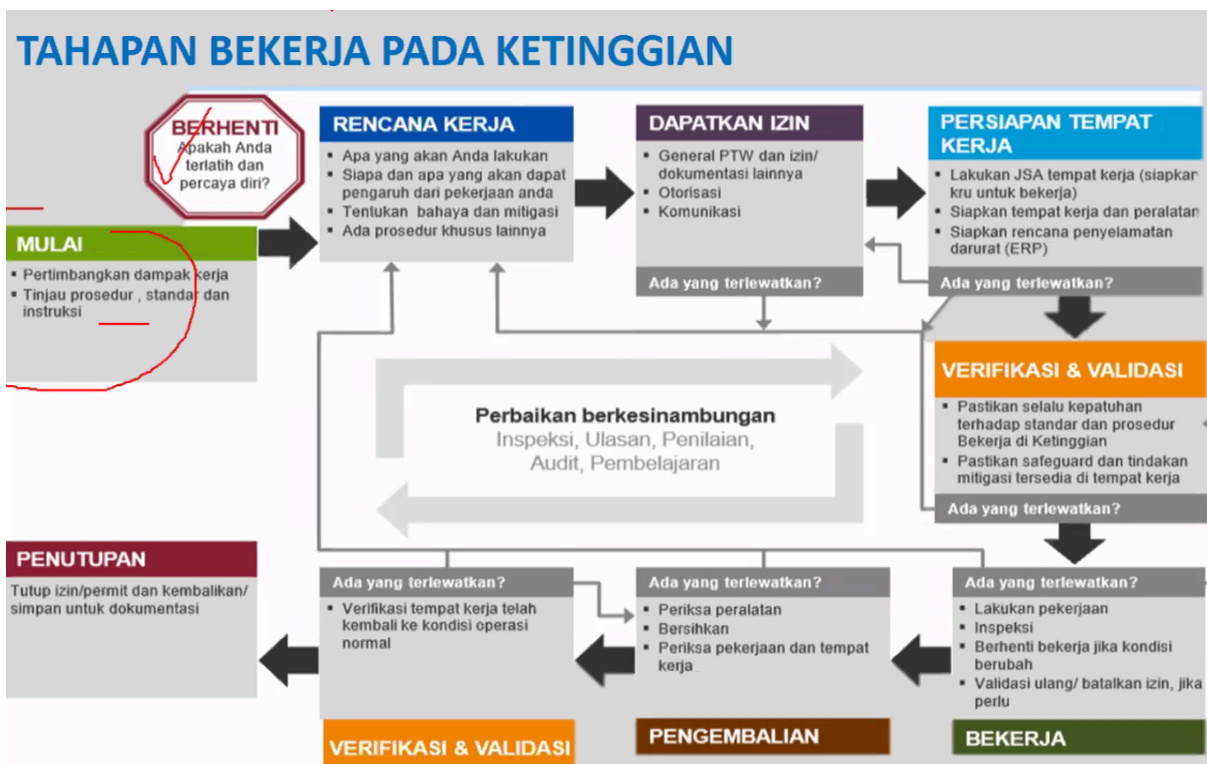 TAHAPAN BEKERJA PADA KETINGGIAN
BERHENTI
Apakah Anda
terlatih dan
percaya diri?
MULAI
▪ Pertimbangkan dampak kerja
▪ Tinjau prosedur , standar dan
instruksi
RENCANA KERJA
▪ Apa yang akan Anda lakukan
▪ Siapa dan apa yang akan dapat
pengaruh dari pekerjaan anda
▪ Tentukan bahaya dan mitigasi
▪ Ada prosedur khusus lainnya
DAPATKAN IZIN
▪ General PTW dan izin/
dokumentasi lainnya
▪ Otorisasi
▪ Komunikasi
Ada yang terlewatkan?
PERSIAPAN TEMPAT
KERJA
▪ Lakukan JSA tempat kerja (siapkan
kru untuk bekerja)
▪ Siapkan tempat kerja dan peralatan
▪ Siapkan rencana penyelamatan
darurat (ERP)
Ada yang terlewatkan?
VERIFIKASI & VALIDASI
▪ Pastikan selalu kepatuhan
terhadap standar dan prosedur
Bekerja di Ketinggian
▪ Pastikan safeguard dan tindakan
mitigasi tersedia di tempat kerja
Ada yang terlewatkan?
Perbaikan berkesinambungan
Inspeksi, Ulasan, Penilaian,
Audit, Pembelajaran
Ada yang terlewatkan?
▪ Lakukan pekerjaan
▪ Inspeksi
▪ Berhenti bekerja jika kondisi
berubah
▪ Validasi ulang/ batalkan izin, jika
perlu
BEKERJA
Ada yang terlewatkan?
▪ Periksa peralatan
▪ Bersihkan
▪ Periksa pekerjaan dan tempat
kerja
PENGEMBALIAN
Ada yang terlewatkan?
▪ Verifikasi tempat kerja telah
kembali ke kondisi operasi
normal
VERIFIKASI & VALIDASI
PENUTUPAN
Tutup izin/permit dan kembalikan/
simpan untuk dokumentasi